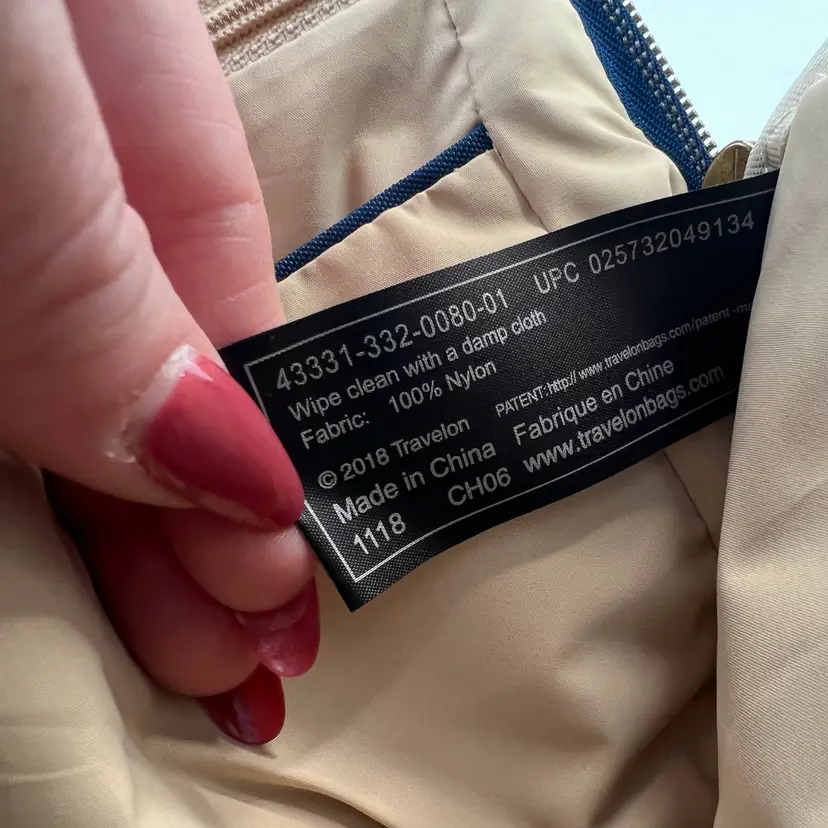 43331-332-0080-01 UPC 025732049134
Wipe clean with a damp cloth
Fabric: 100% Nylon
PATENT:http:// www.travelonbags.com/patent
© 2018 Travelon
Made in China Fabrique en Chine
1118 CH06 www.travelonbags.com